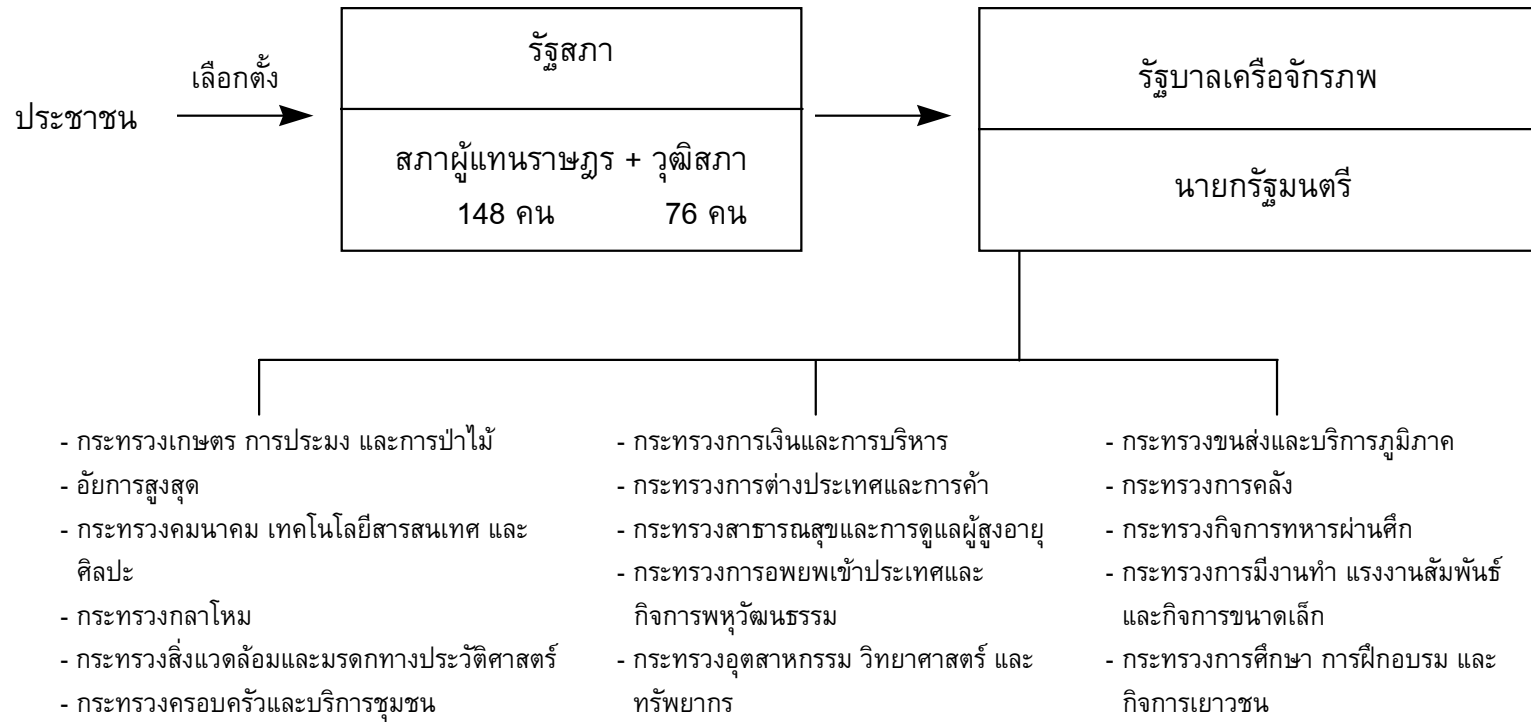 รัฐสภา
เลือกตั้ง
ประชาชน
สภาผู้แทนราษฎร + วุฒิสภา
148 คน 76 คน
รัฐบาลเครือจักรภพ
นายกรัฐมนตรี
- กระทรวงเกษตร การประมง และการป่าไม้
- อัยการสูงสุด
- กระทรวงคมนาคม เทคโนโลยีสารสนเทศ และ
ศิลปะ
- กระทรวงกลาโหม
- กระทรวงสิ่งแวดล้อมและมรดกทางประวัติศาสตร์
- กระทรวงครอบครัวและบริการชุมชน
- กระทรวงการเงินและการบริหาร
- กระทรวงการต่างประเทศและการค้า
- กระทรวงสาธารณสุขและการดูแลผู้สูงอายุ
- กระทรวงการอพยพเข้าประเทศและ
กิจการพหุวัฒนธรรม
- กระทรวงอุตสาหกรรม วิทยาศาสตร์ และ
ทรัพยากร
- กระทรวงขนส่งและบริการภูมิภาค
- กระทรวงการคลัง
- กระทรวงกิจการทหารผ่านศึก
- กระทรวงการมีงานทำ แรงงานสัมพันธ์
และกิจการขนาดเล็ก
- กระทรวงการศึกษา การฝึกอบรม และ
กิจการเยาวชน